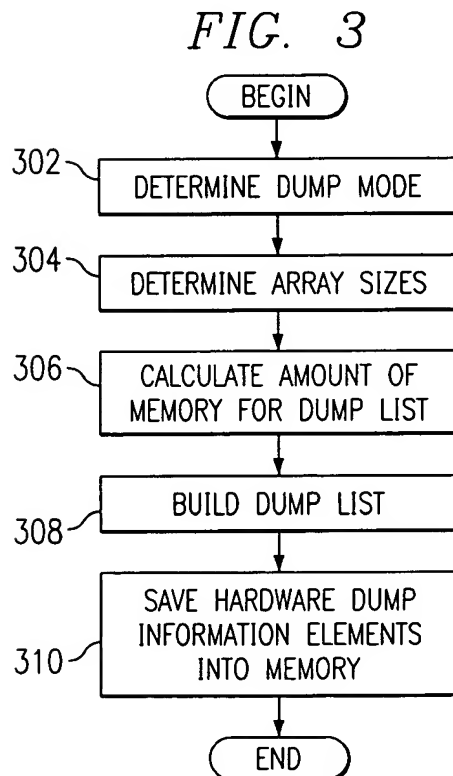 FIG. 3
BEGIN
302
DETERMINE DUMP MODE
304
DETERMINE ARRAY SIZES
306
CALCULATE AMOUNT OF
MEMORY FOR DUMP LIST
308
BUILD DUMP LIST
310
SAVE HARDWARE DUMP
INFORMATION ELEMENTS
INTO MEMORY
END